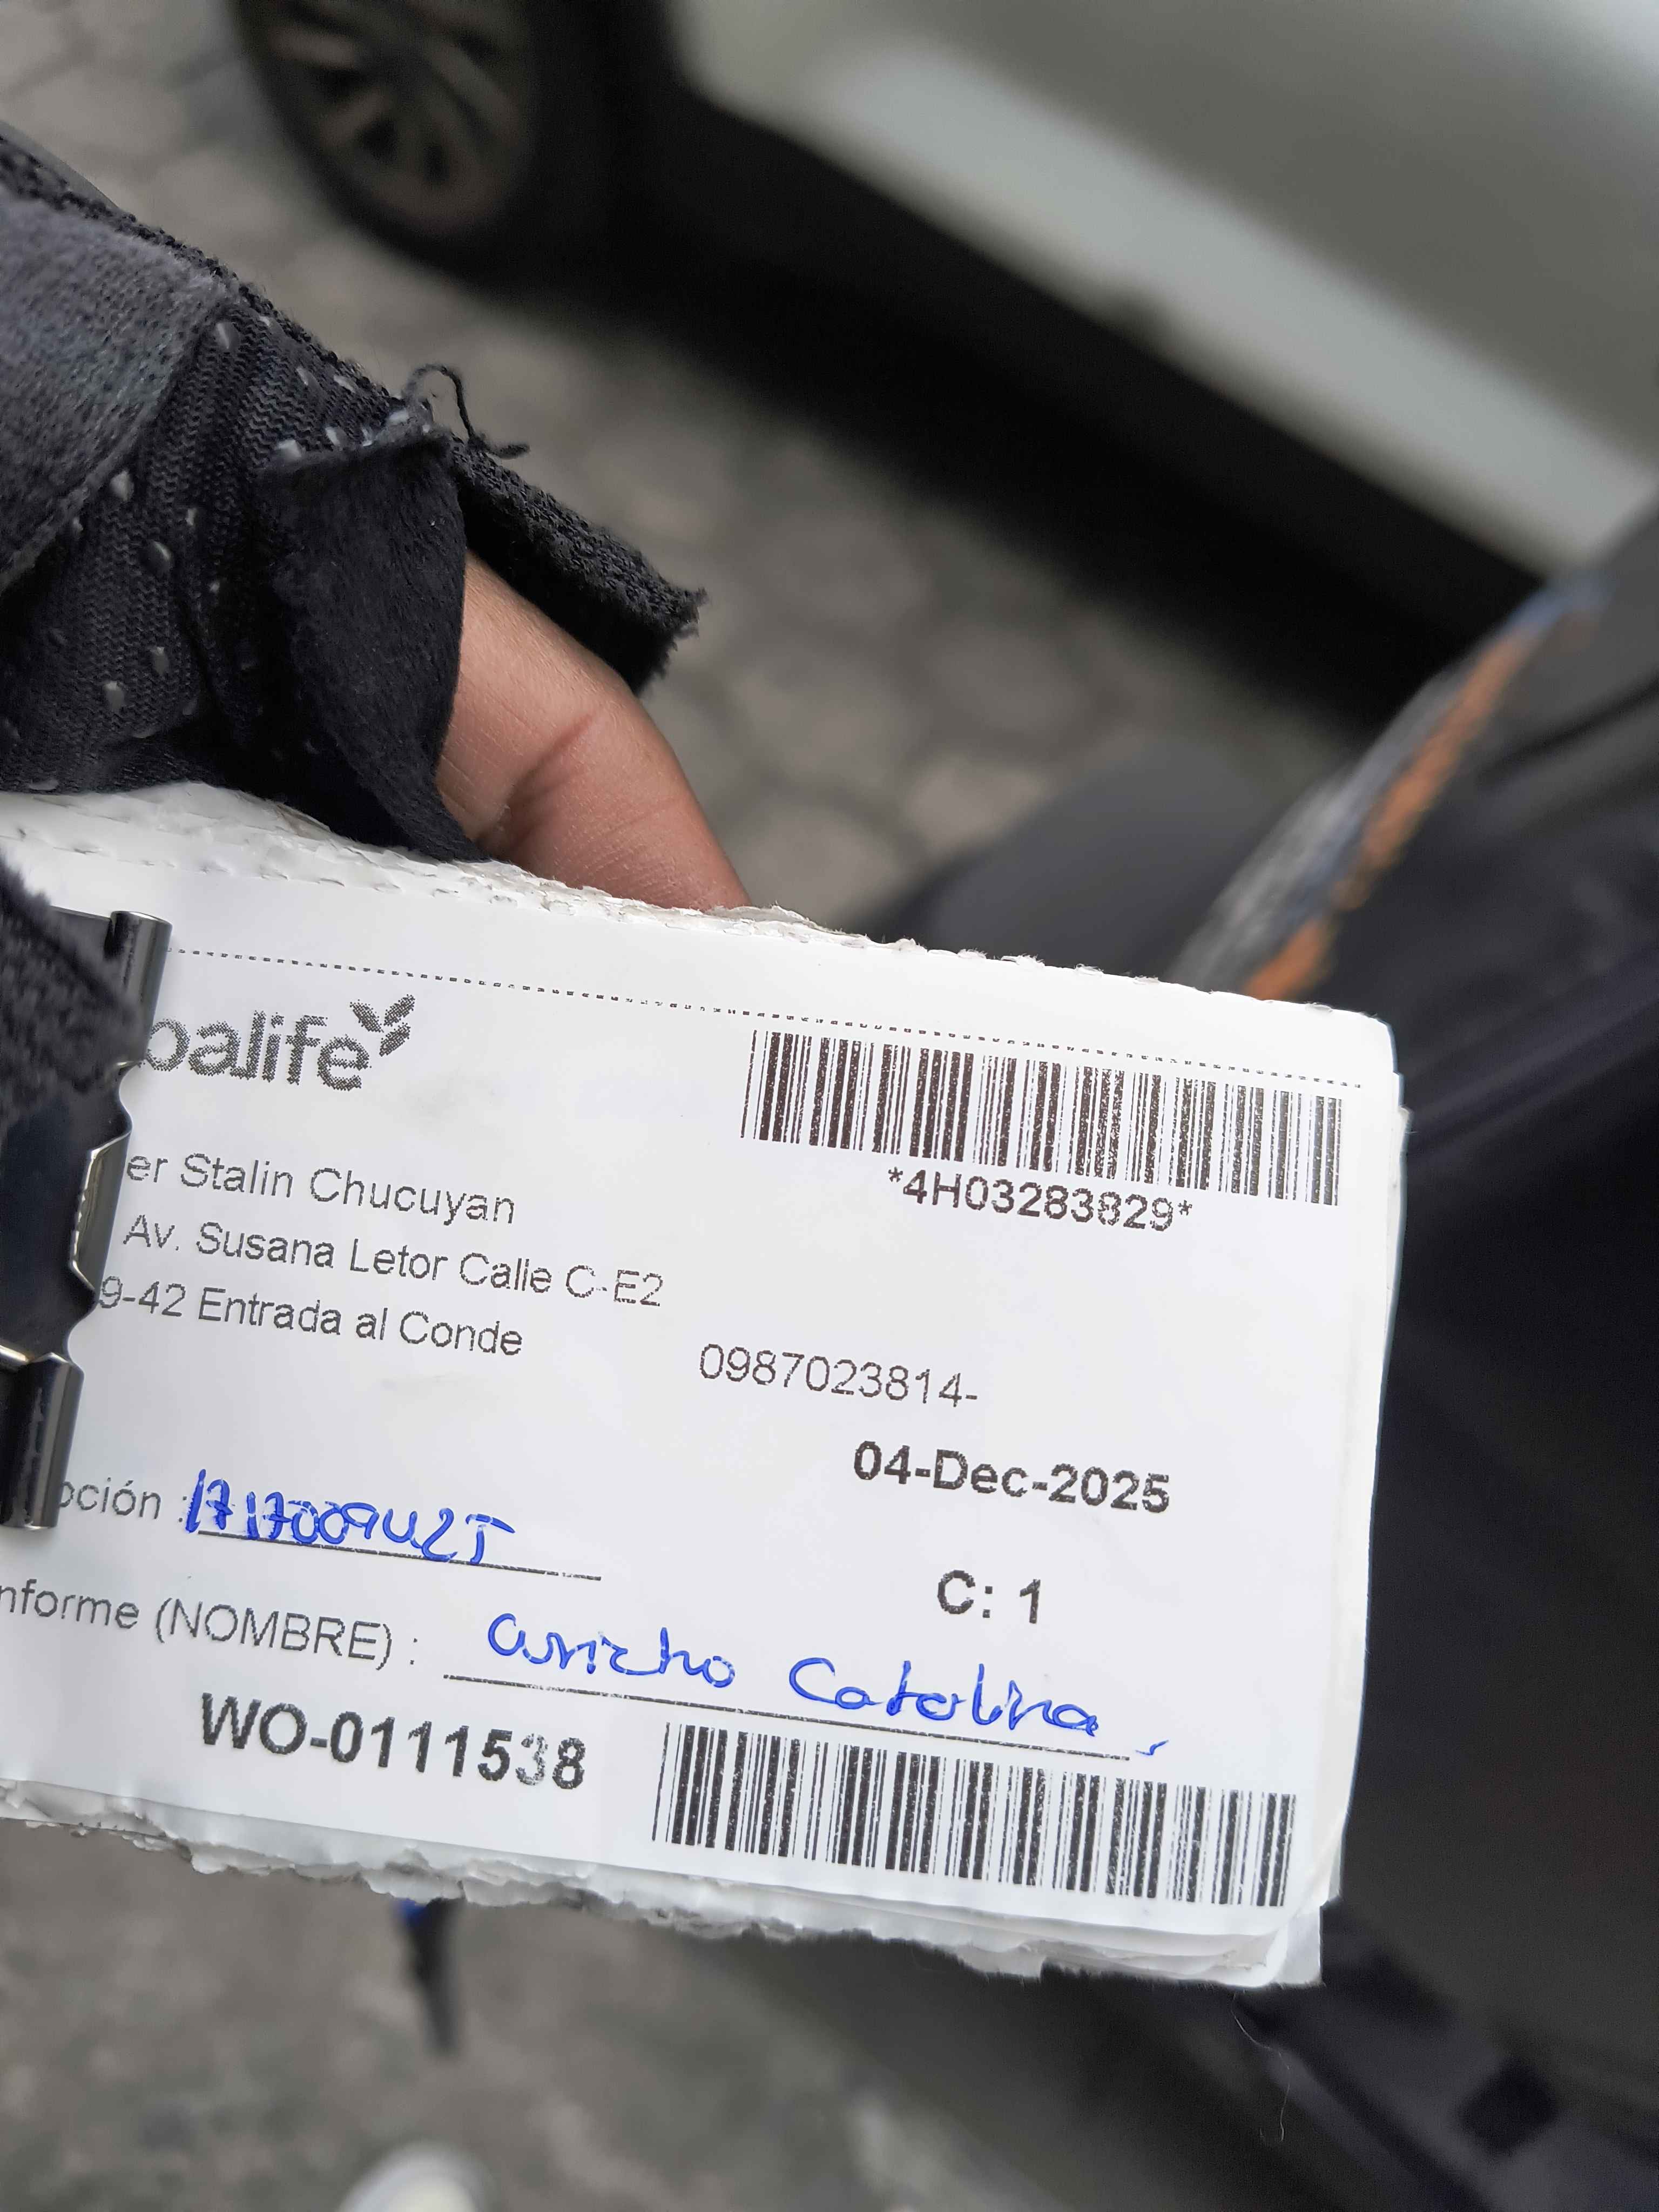 balife
*4H03283829*
er Stalin Chucuyan
Av. Susana Letor Calle C-E2
9-42 Entrada al Conde
0987023814-
04-Dec-2025
pción :
C: 1
nforme (NOMBRE) : Catalina
WO-0111538